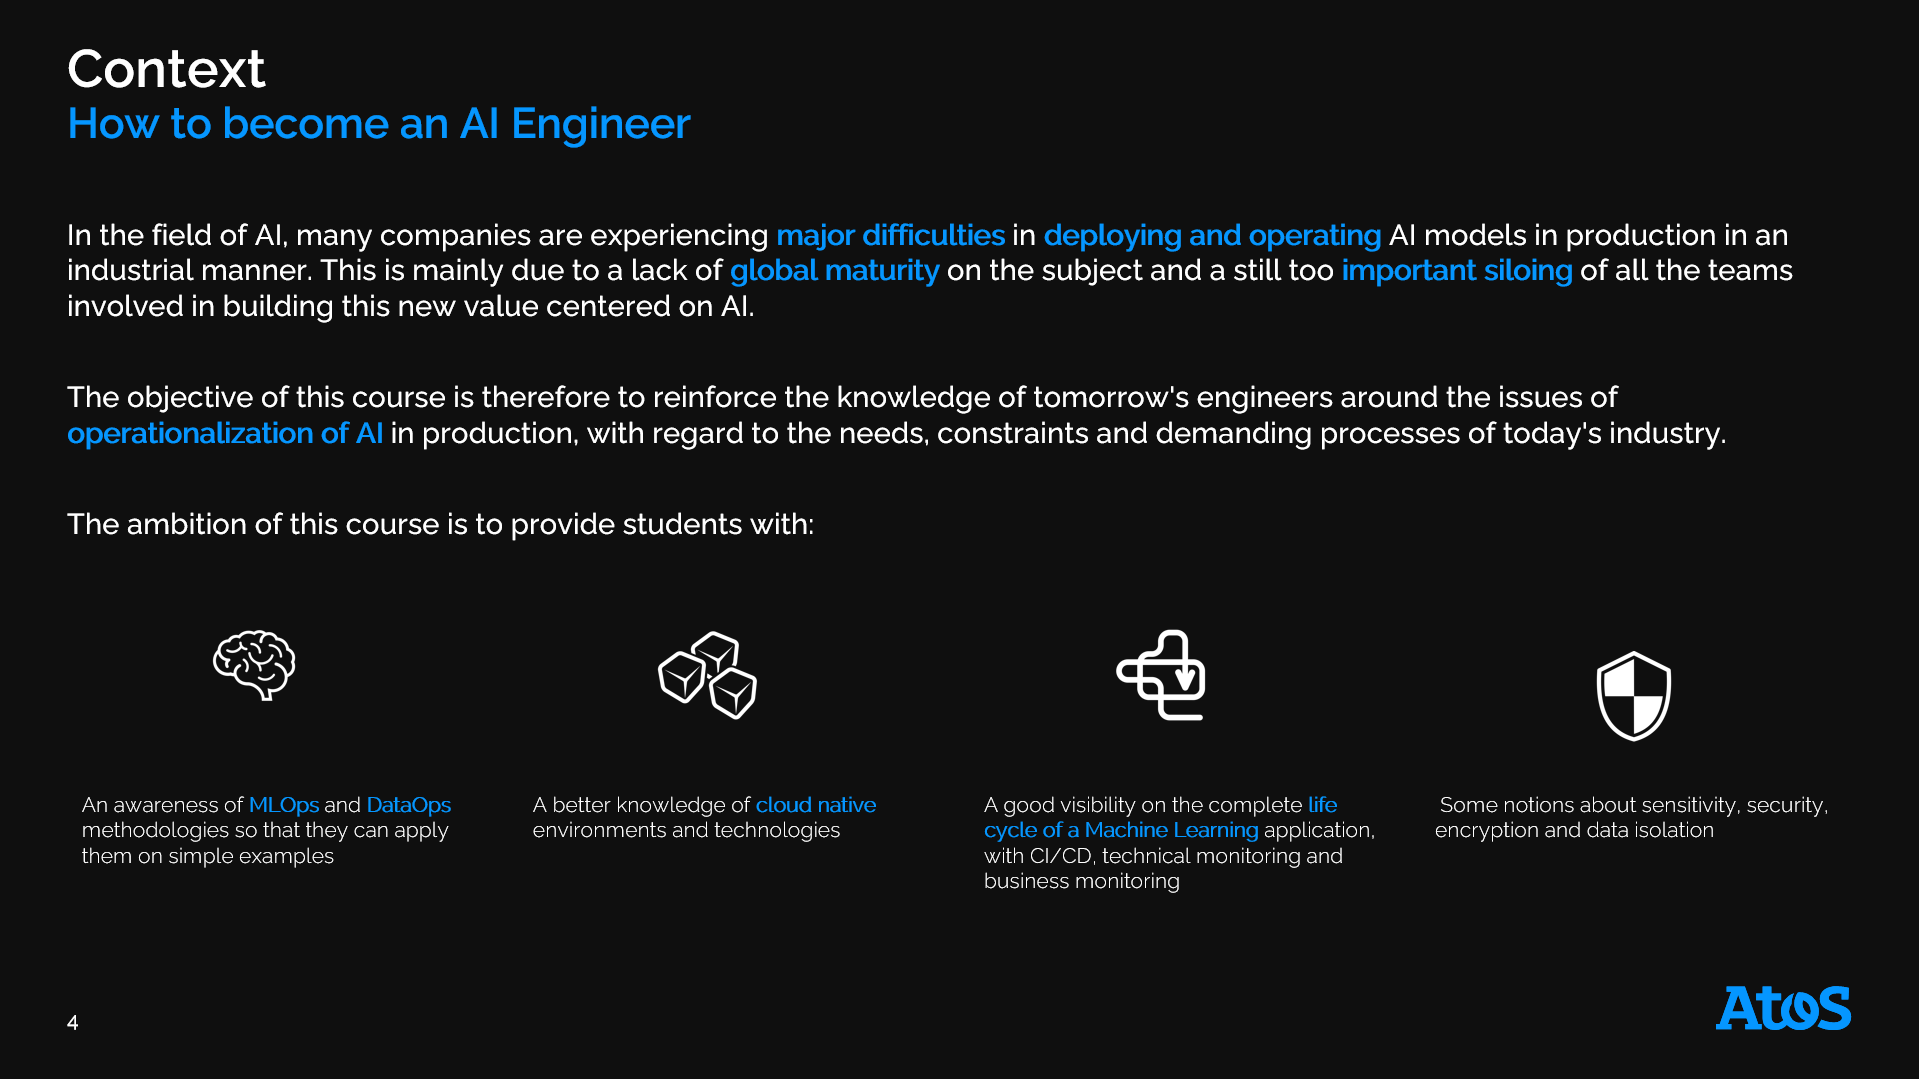 Context
How to become an AI Engineer
In the field of AI, many companies are experiencing major difficulties in deploying and operating AI models in production in an
industrial manner. This is mainly due to a lack of global maturity on the subject and a still too important siloing of all the teams
involved in building this new value centered on AI.
The objective of this course is therefore to reinforce the knowledge of tomorrow's engineers around the issues of
operationalization of AI in production, with regard to the needs, constraints and demanding processes of today's industry.
The ambition of this course is to provide students with:
An awareness of MLOps and DataOps
methodologies so that they can apply
them on simple examples
A better knowledge of cloud native
environments and technologies
A good visibility on the complete life
cycle of a Machine Learning application,
with CI/CD, technical monitoring and
business monitoring
Some notions about sensitivity, security,
encryption and data isolation
4
Atos